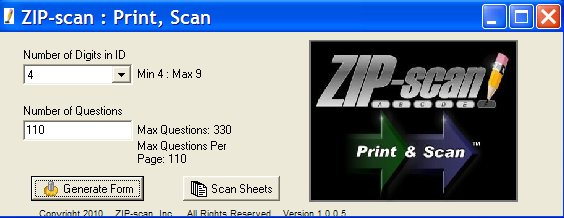 ZIP-scan : Print, Scan
Number of Digits in ID
4
Min 4 : Max 9
Number of Questions
110
Max Questions: 330
Max Questions Per
Page: 110
Generate Form
Scan Sheets
ZIP-scan
A B C D E
Print & Scan™
Copyright 2010 ZIP-scan, Inc. All Rights Reserved Version 1.0.0.5